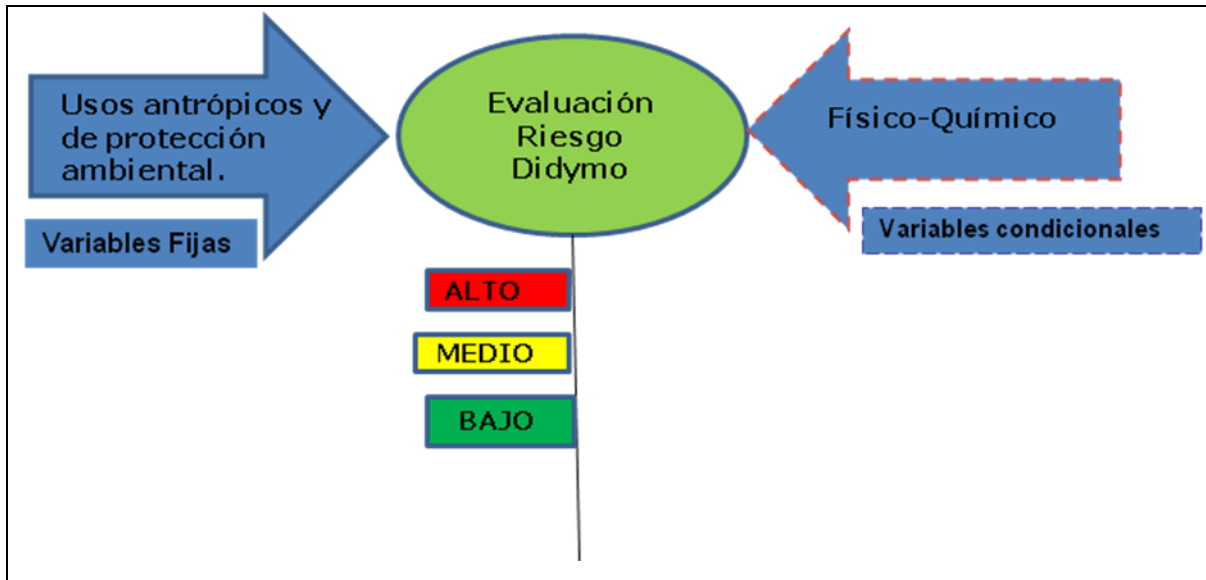 Usos antrópicos y
de protección
ambiental.
Variables Fijas
Evaluación
Riesgo
Didymo
Físico-Químico
Variables condicionales
ALTO
MEDIO
BAJO